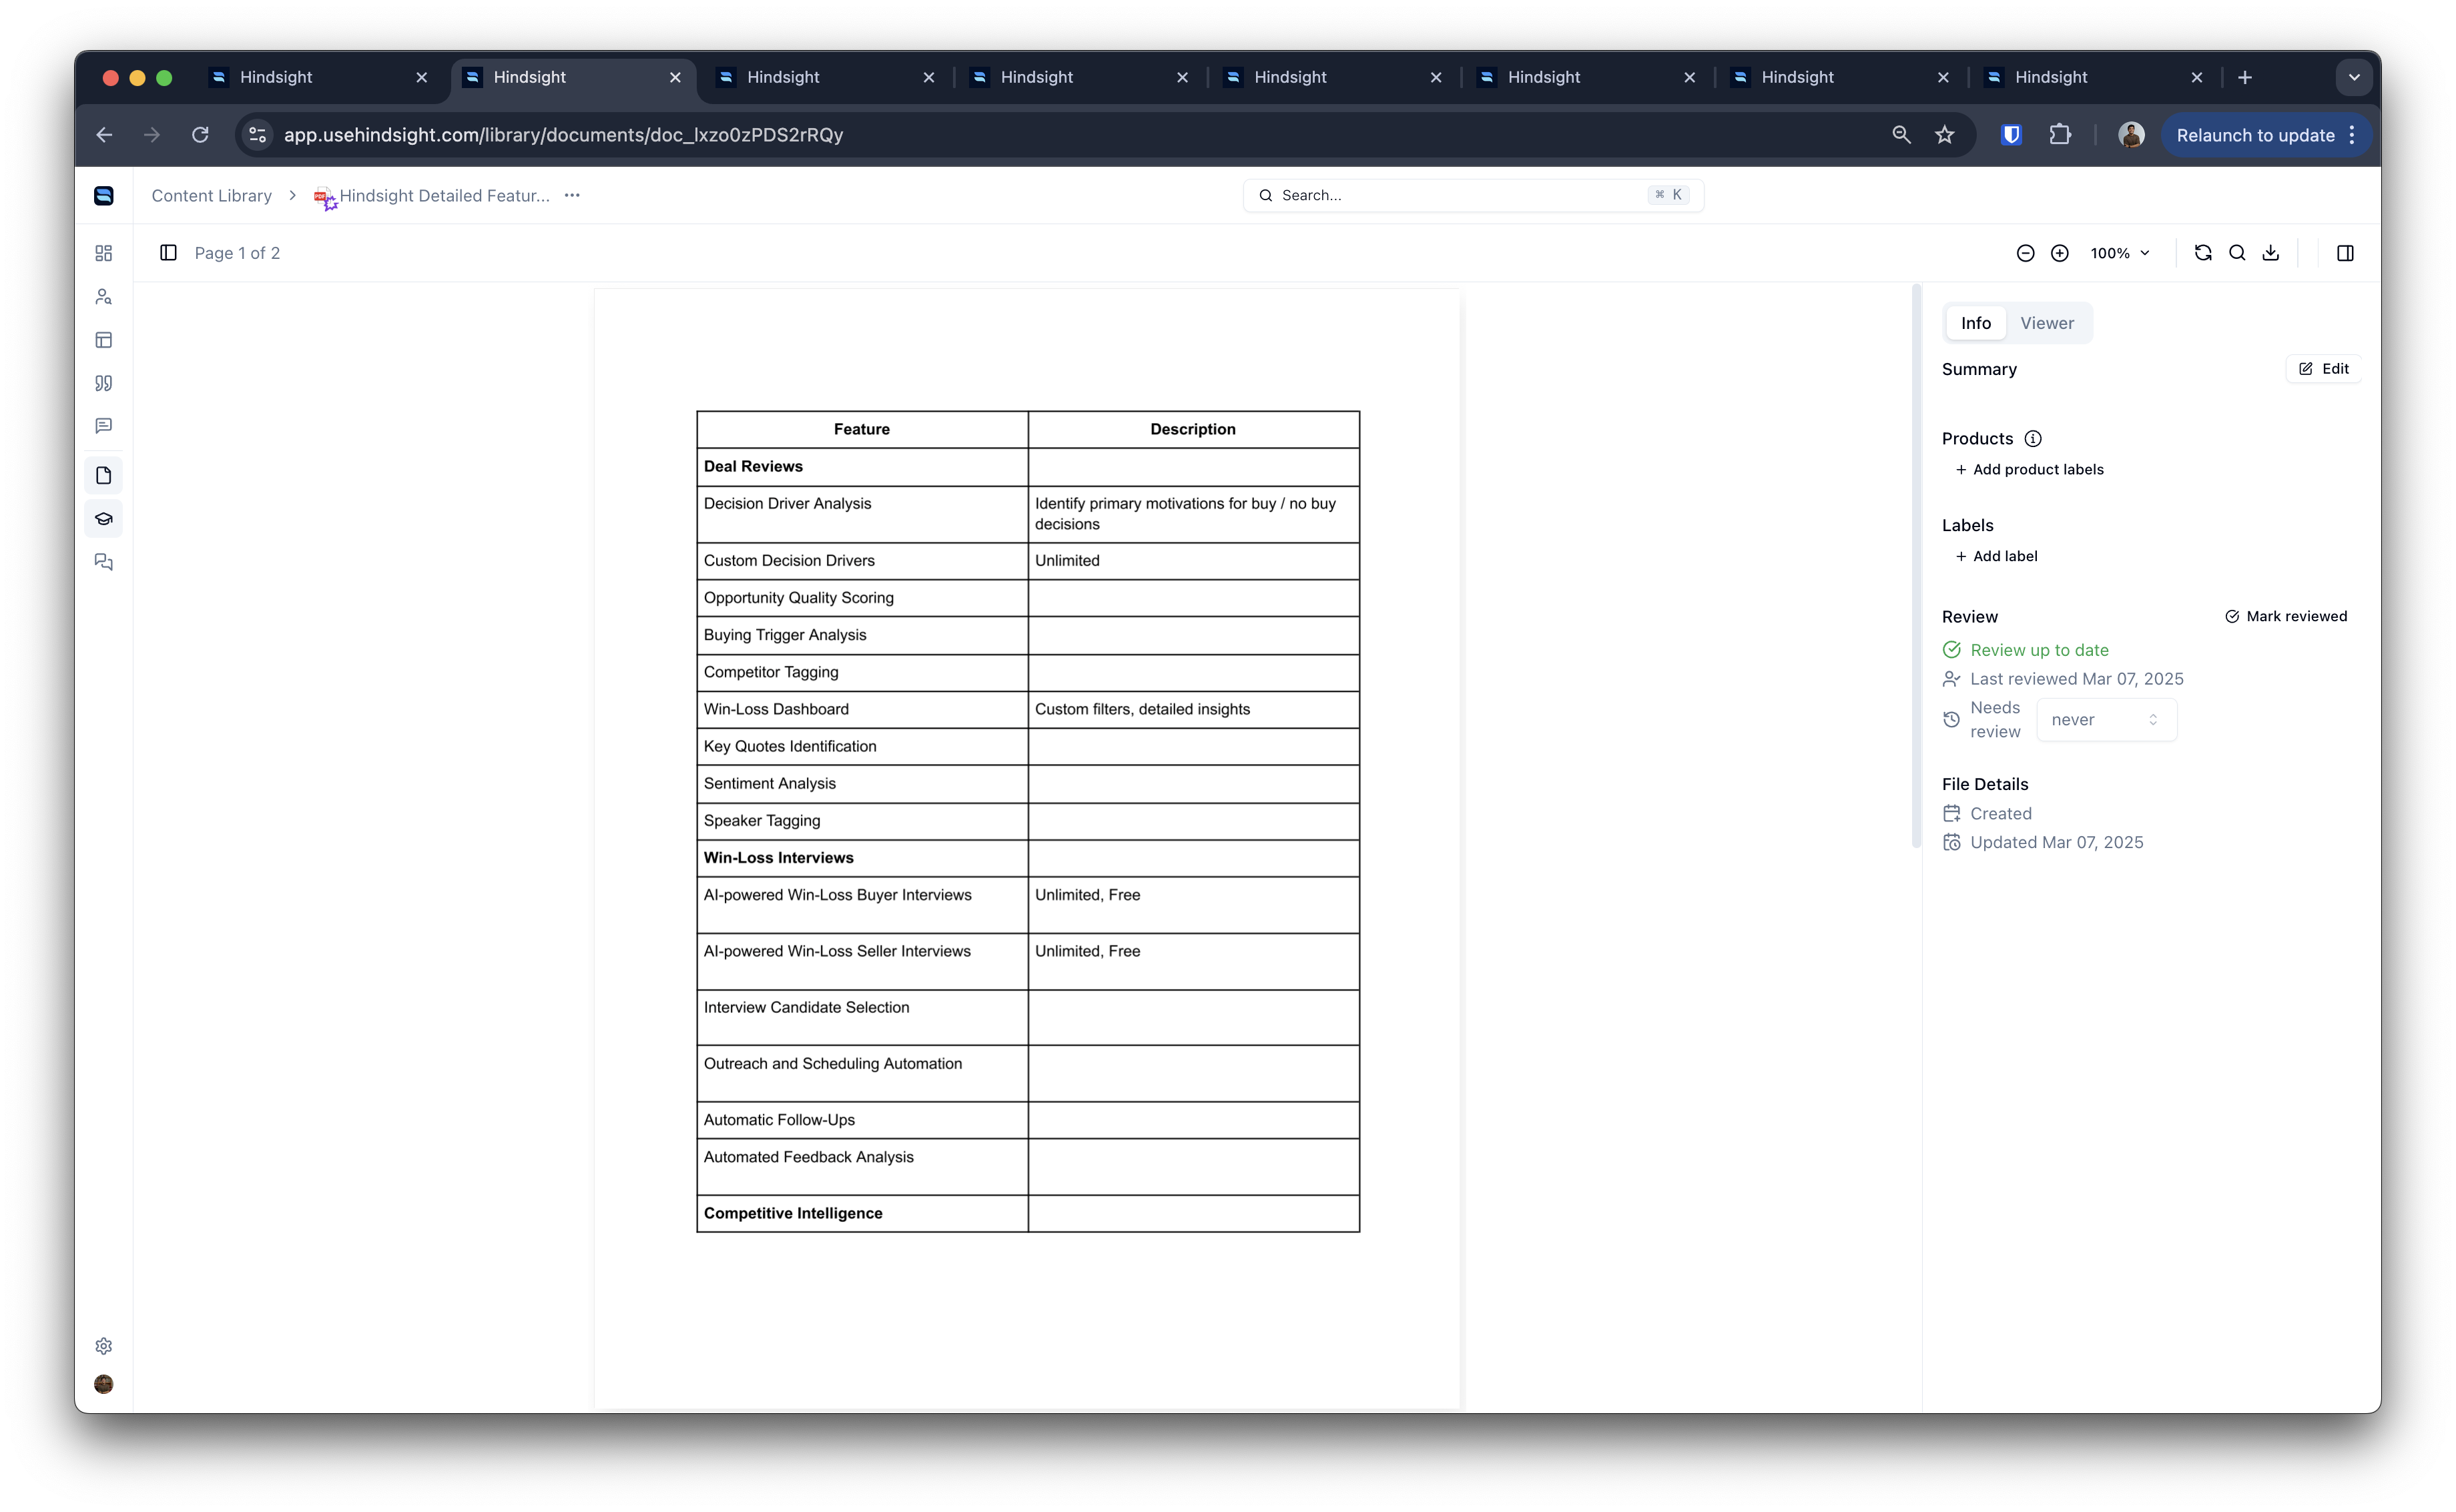 Hindsight
Hindsight
Hindsight
Hindsight
Hindsight
Hindsight
Hindsight
Hindsight
app.usehindsight.com/library/documents/doc_lxzo0zPDS2rRQy
Relaunch to update
Content Library
Hindsight Detailed Featur...
Search...
⌘ K
Page 1 of 2
100%
Feature Description
Deal Reviews
Decision Driver Analysis Identify primary motivations for buy / no buy
decisions
Custom Decision Drivers Unlimited
Opportunity Quality Scoring
Buying Trigger Analysis
Competitor Tagging
Win-Loss Dashboard Custom filters, detailed insights
Key Quotes Identification
Sentiment Analysis
Speaker Tagging
Win-Loss Interviews
AI-powered Win-Loss Buyer Interviews Unlimited, Free
AI-powered Win-Loss Seller Interviews Unlimited, Free
Interview Candidate Selection
Outreach and Scheduling Automation
Automatic Follow-Ups
Automated Feedback Analysis
Competitive Intelligence
Info Viewer
Summary Edit
Products
+ Add product labels
Labels
+ Add label
Review Mark reviewed
Review up to date
Last reviewed Mar 07, 2025
Needs
review
never
File Details
Created
Updated Mar 07, 2025